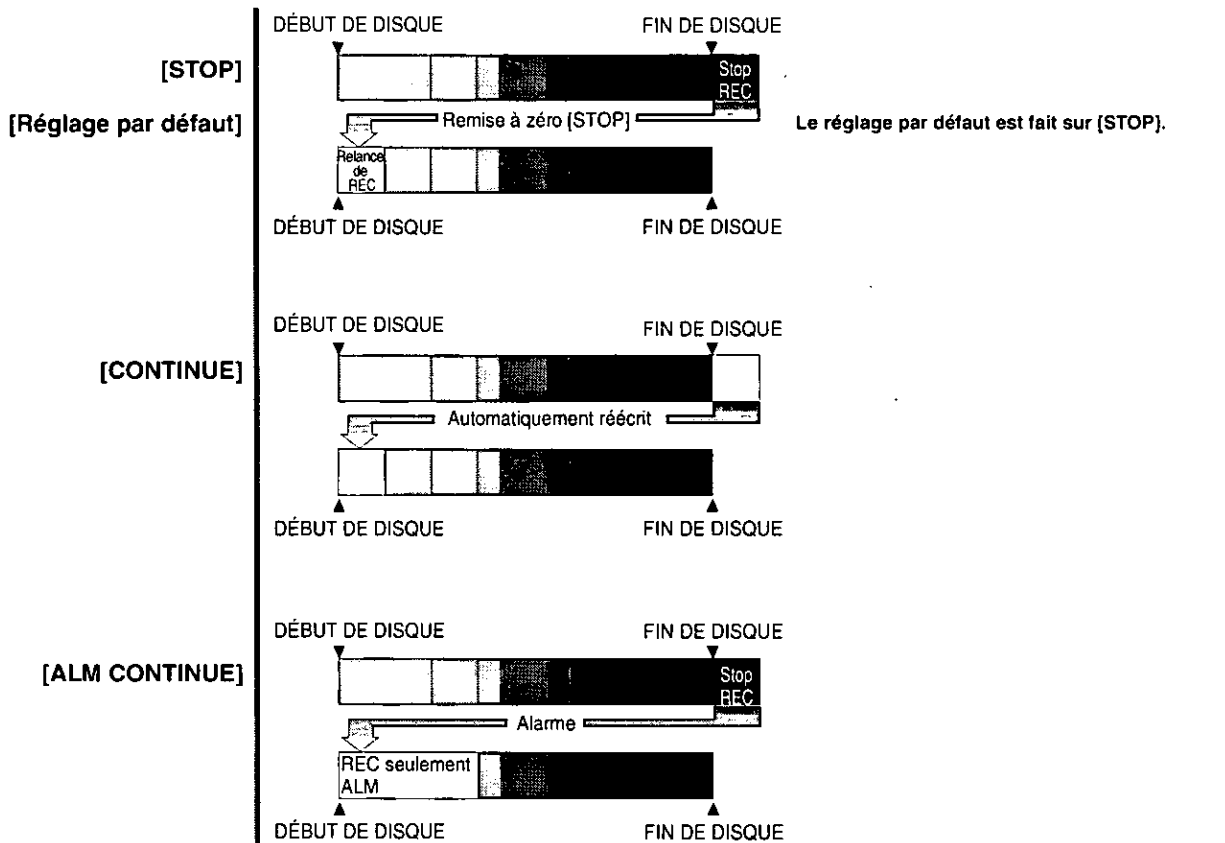 DÉBUT DE DISQUE FIN DE DISQUE
[STOP]
Stop
REC
[Réglage par défaut]
Remise à zéro [STOP]
Le réglage par défaut est fait sur [STOP].
Relance
de
REC
DÉBUT DE DISQUE FIN DE DISQUE
DÉBUT DE DISQUE FIN DE DISQUE
[CONTINUE]
Automatiquement réécrit
DÉBUT DE DISQUE FIN DE DISQUE
DÉBUT DE DISQUE FIN DE DISQUE
[ALM CONTINUE]
Stop
REC
Alarme
REC seulement
ALM
DÉBUT DE DISQUE FIN DE DISQUE